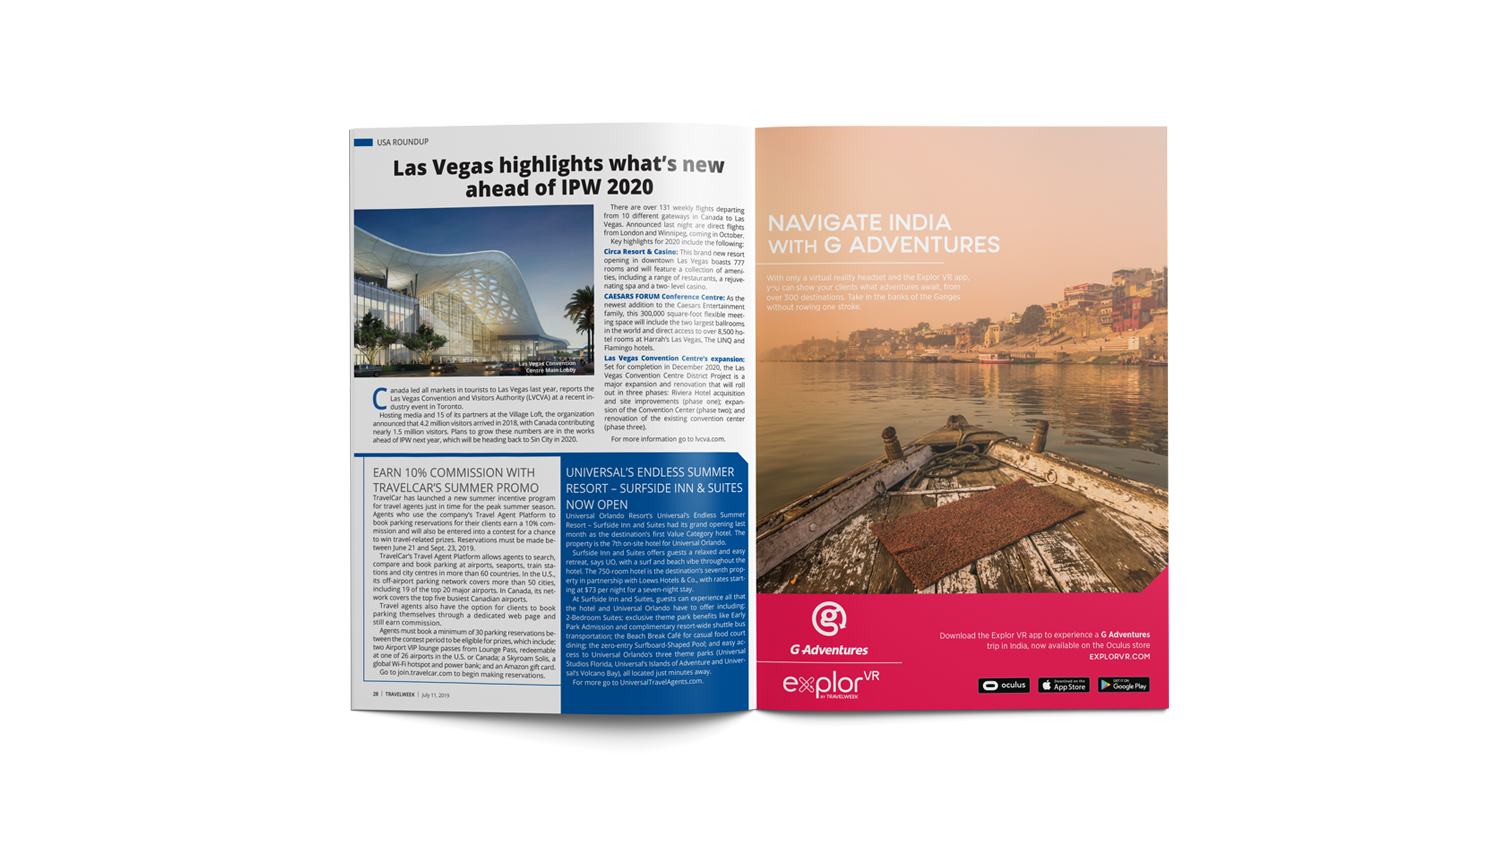 USA ROUNDUP
Las Vegas highlights what's new
ahead of IPW 2020
Las Vegas Convention
Centre Main Lobby
Canada led all markets in tourists to Las Vegas last year, reports the
Las Vegas Convention and Visitors Authority (LVCVA) at a recent in-
dustry event in Toronto.
Hosting media and 15 of its partners at the Village Loft, the organization
announced that 4.2 million visitors arrived in 2018, with Canada contributing
nearly 1.5 million visitors. Plans to grow these numbers are in the works
ahead of IPW next year, which will be heading back to Sin City in 2020.
There are over 131 weekly flights departing
from 10 different gateways in Canada to Las
Vegas. Announced last night are direct flights
from London and Winnipeg, coming in October.
Key highlights for 2020 include the following:
Circa Resort & Casino: This brand new resort
opening in downtown Las Vegas boasts 777
rooms and will feature a collection of ameni-
ties, including a range of restaurants, a rejuve-
nating spa and a two- level casino.
CAESARS FORUM Conference Centre: As the
newest addition to the Caesars Entertainment
family, this 300,000 square-foot flexible meet-
ing space will include the two largest ballrooms
in the world and direct access to over 8,500 ho-
tel rooms at Harrah's Las Vegas, The LINQ and
Flamingo hotels.
Las Vegas Convention Centre's expansion:
Set for completion in December 2020, the Las
Vegas Convention Centre District Project is a
major expansion and renovation that will roll
out in three phases: Riviera Hotel acquisition
and site improvements (phase one); expan-
sion of the Convention Center (phase two); and
renovation of the existing convention center
(phase three).
For more information go to lvcva.com.
EARN 10% COMMISSION WITH
TRAVELCAR'S SUMMER PROMO
TravelCar has launched a new summer incentive program
for travel agents just in time for the peak summer season.
Agents who use the company's Travel Agent Platform to
book parking reservations for their clients earn a 10% com-
mission and will also be entered into a contest for a chance
to win travel-related prizes. Reservations must be made be-
tween June 21 and Sept. 23, 2019.
TravelCar's Travel Agent Platform allows agents to search,
compare and book parking at airports, seaports, train sta-
tions and city centres in more than 60 countries. In the U.S.,
its off-airport parking network covers more than 50 cities,
including 19 of the top 20 major airports. In Canada, its net-
work covers the top five busiest Canadian airports.
Travel agents also have the option for clients to book
parking themselves through a dedicated web page and
still earn commission.
Agents must book a minimum of 30 parking reservations be-
tween the contest period to be eligible for prizes, which include:
two Airport VIP lounge passes from Lounge Pass, redeemable
at one of 26 airports in the U.S. or Canada; a Skyroam Solis, a
global Wi-Fi hotspot and power bank; and an Amazon gift card.
Go to join.travelcar.com to begin making reservations.
UNIVERSAL'S ENDLESS SUMMER
RESORT – SURFSIDE INN & SUITES
NOW OPEN
Universal Orlando Resort's Universal's Endless Summer
Resort – Surfside Inn and Suites had its grand opening last
month as the destination's first Value Category hotel. The
property is the 7th on-site hotel for Universal Orlando.
Surfside Inn and Suites offers guests a relaxed and easy
retreat, says UO, with a surf and beach vibe throughout the
hotel. The 750-room hotel is the destination's seventh prop-
erty in partnership with Loews Hotels & Co., with rates start-
ing at $73 per night for a seven-night stay.
At Surfside Inn and Suites, guests can experience all that
the hotel and Universal Orlando have to offer including:
2-Bedroom Suites; exclusive theme park benefits like Early
Park Admission and complimentary resort-wide shuttle bus
transportation; the Beach Break Café for casual food court
dining; the zero-entry Surfboard-Shaped Pool; and easy ac-
cess to Universal Orlando's three theme parks (Universal
Studios Florida, Universal's Islands of Adventure and Univer-
sal's Volcano Bay), all located just minutes away.
For more go to UniversalTravelAgents.com.
28 | TRAVELWEEK | July 11, 2019
NAVIGATE INDIA
WITH G ADVENTURES
With only a virtual reality headset and the Explor VR app,
you can show your clients what adventures await, from
over 300 destinations. Take in the banks of the Ganges
without rowing one stroke.
g
G Adventures
explor VR
BY TRAVELWEEK
Download the Explor VR app to experience a G Adventures
trip in India, now available on the Oculus store
EXPLORVR.COM
oculus
Download on the
App Store
GET IT ON
Google Play